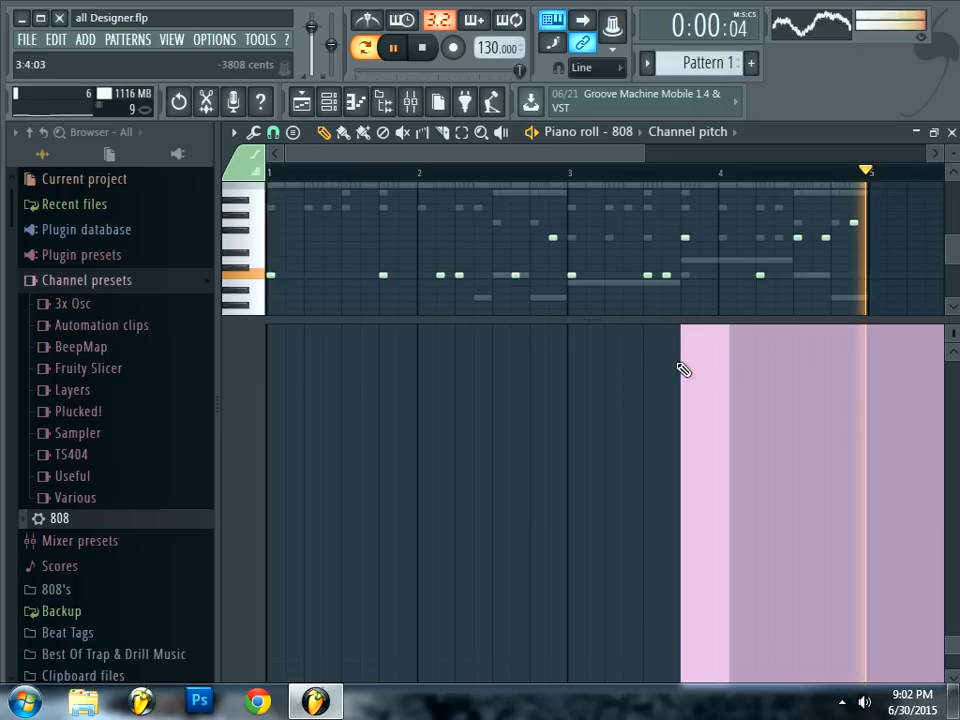 all Designer.flp
FILE EDIT ADD PATTERNS VIEW OPTIONS TOOLS ?
3:4:03
-3808 cents
3.2
130.000
Line
0:00:04
M:S:CS
Pattern 1
6
1116 MB
9
06/21 Groove Machine Mobile 1.4 & VST
Browser - All
Piano roll - 808
Channel pitch
1 2 3 4 5
Current project
Recent files
Plugin database
Plugin presets
Channel presets
3x Osc
Automation clips
BeepMap
Fruity Slicer
Layers
Plucked!
Sampler
TS404
Useful
Various
808
Mixer presets
Scores
808's
Backup
Beat Tags
Best Of Trap & Drill Music
Clipboard files
Ps
9:02 PM
6/30/2015